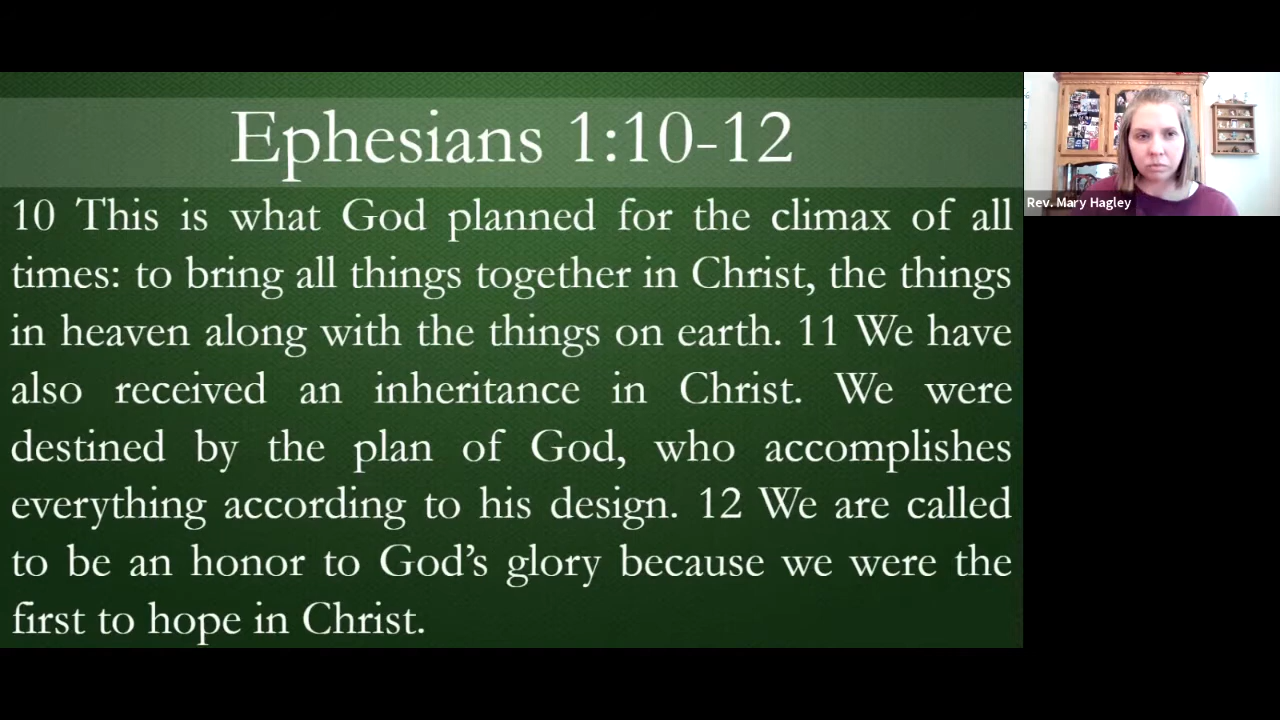 Ephesians 1:10-12
10 This is what God planned for the climax of all
times: to bring all things together in Christ, the things
in heaven along with the things on earth. 11 We have
also received an inheritance in Christ. We were
destined by the plan of God, who accomplishes
everything according to his design. 12 We are called
to be an honor to God’s glory because we were the
first to hope in Christ.
Rev. Mary Hagley